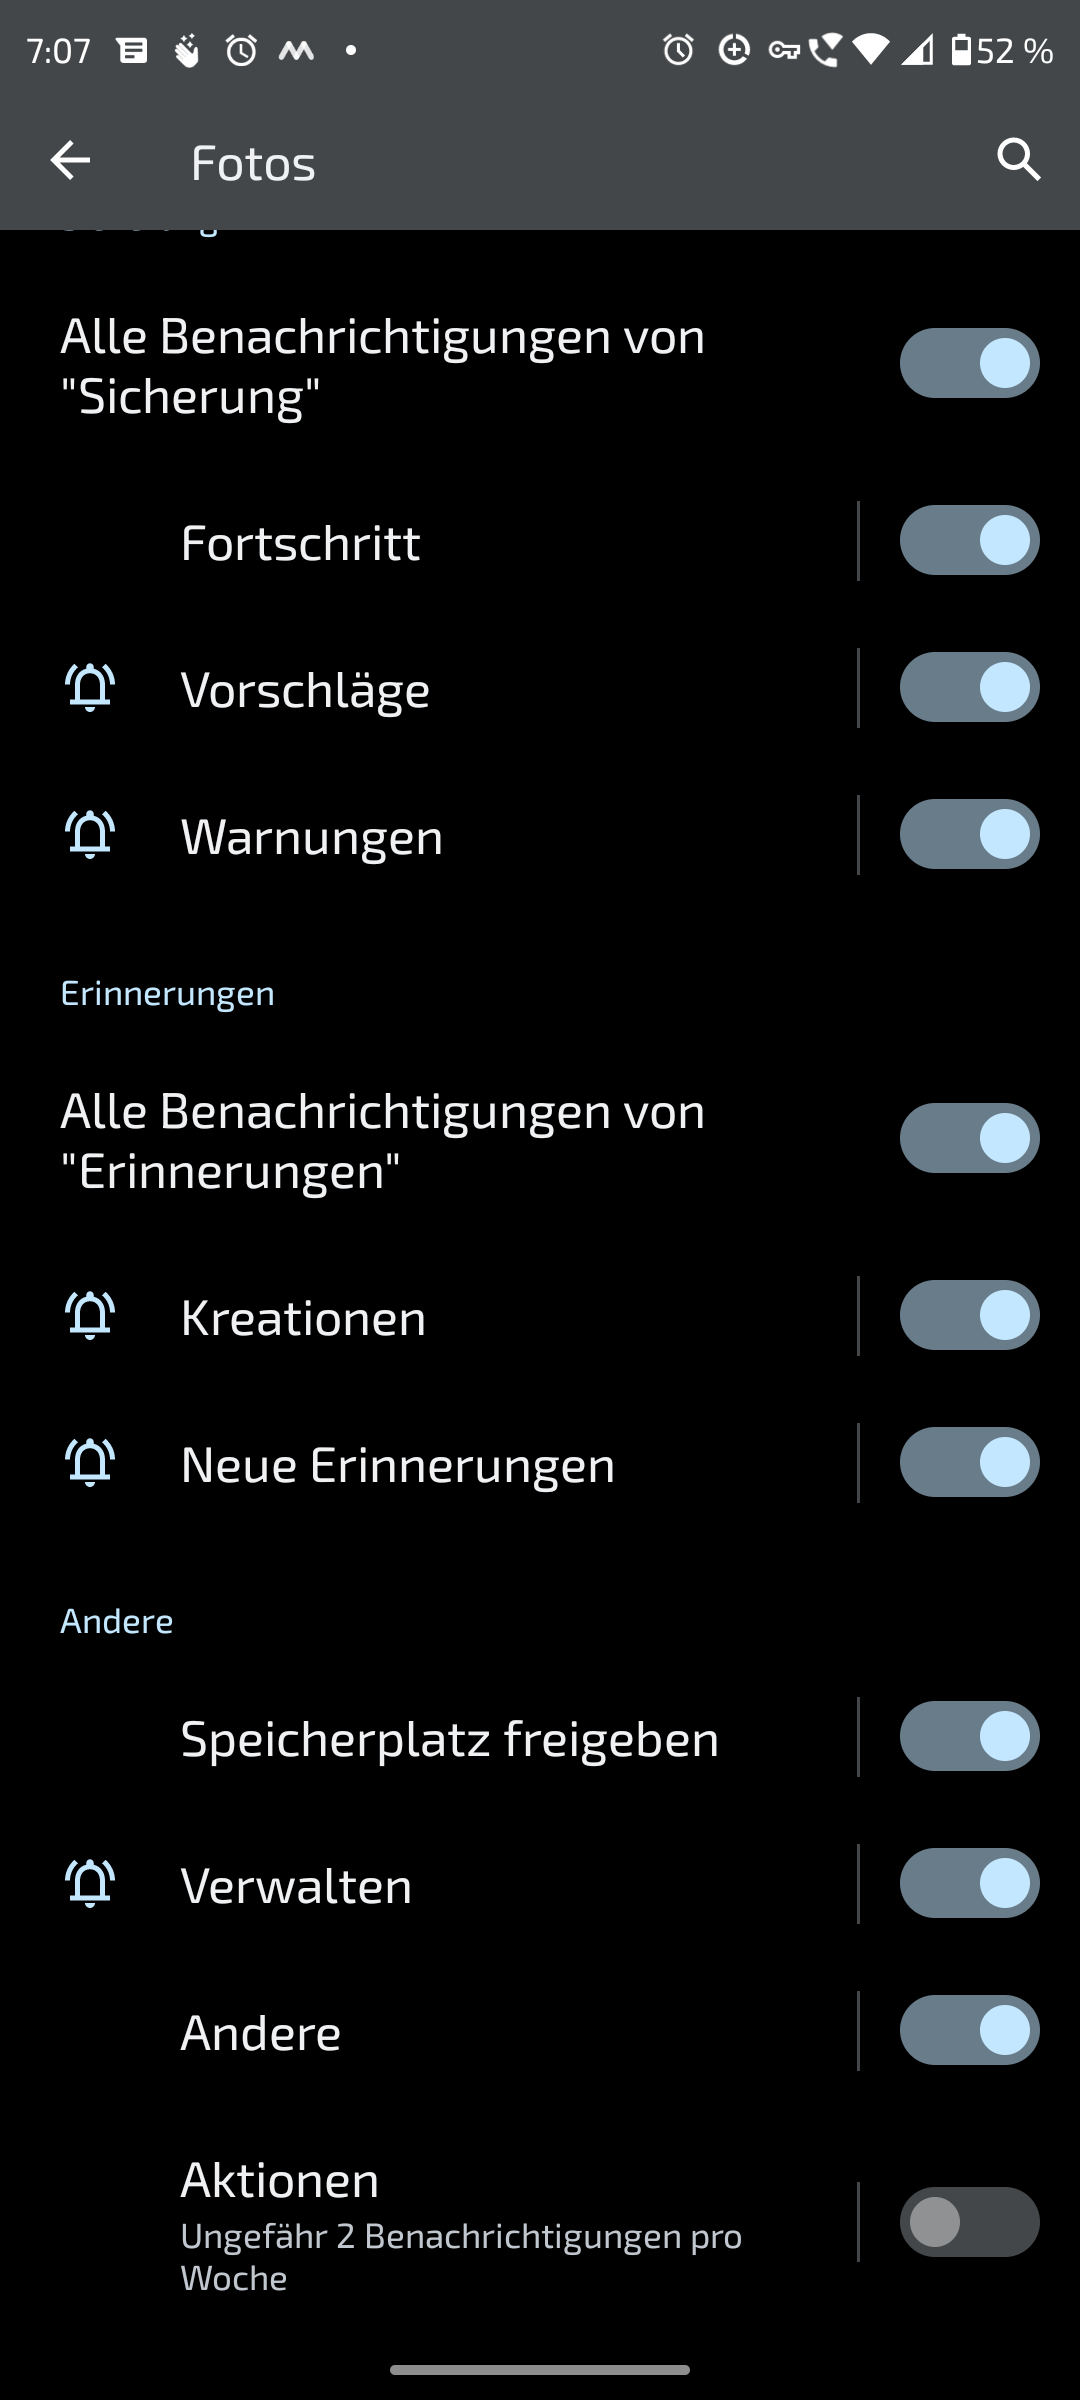 7:07
52 %
Fotos
Alle Benachrichtigungen von
"Sicherung"
Fortschritt
Vorschläge
Warnungen
Erinnerungen
Alle Benachrichtigungen von
"Erinnerungen"
Kreationen
Neue Erinnerungen
Andere
Speicherplatz freigeben
Verwalten
Andere
Aktionen
Ungefähr 2 Benachrichtigungen pro
Woche